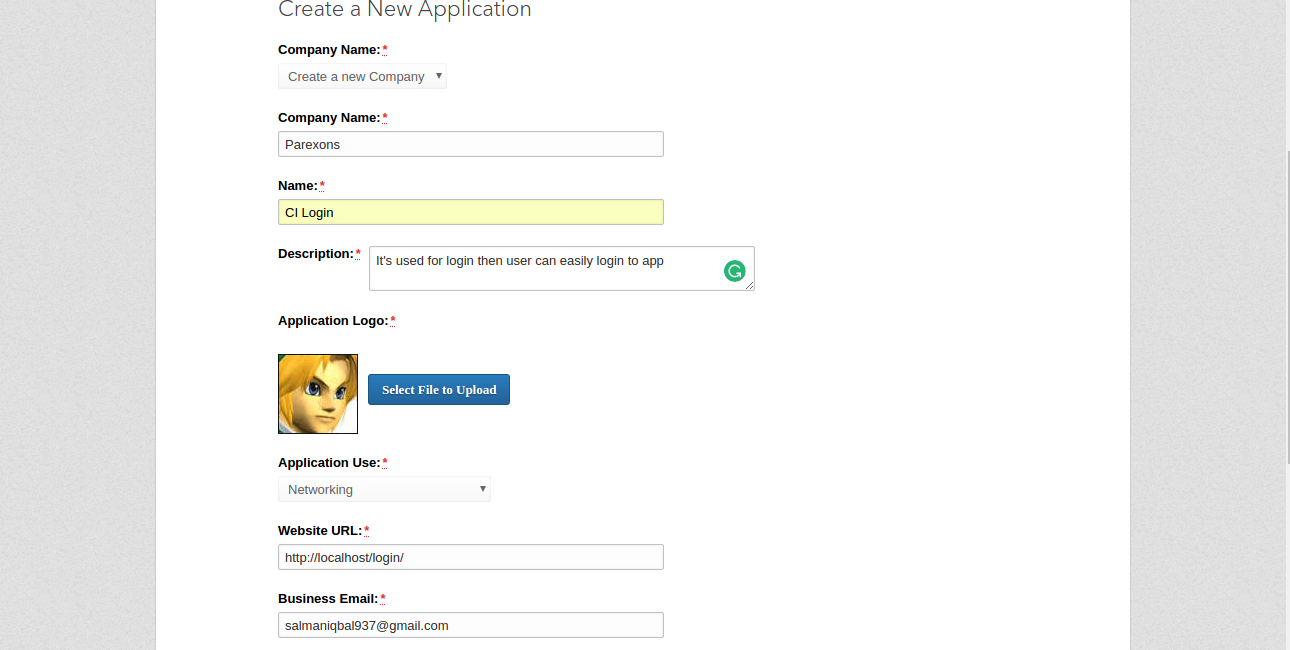 Create a New Application
Company Name:*
Create a new Company
Company Name:*
Parexons
Name:*
CI Login
Description:*
It's used for login then user can easily login to app
Application Logo:*
Select File to Upload
Application Use:*
Networking
Website URL:*
http://localhost/login/
Business Email:*
salmaniqbal937@gmail.com